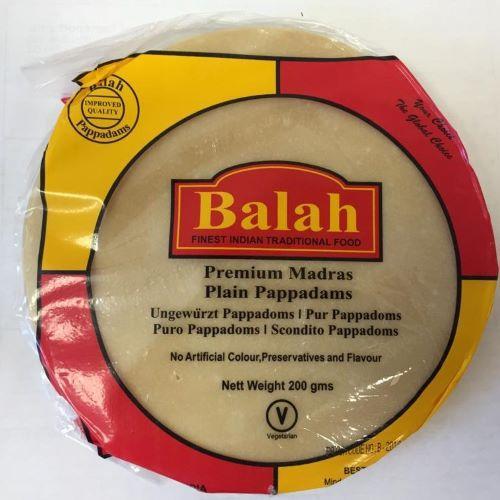 Balah
IMPROVED
QUALITY
Pappadams
Your Choice
The Global Choice
Balah
FINEST INDIAN TRADITIONAL FOOD
Premium Madras
Plain Pappadams
Ungewürzt Pappadoms | Pur Pappadoms
Puro Pappadoms | Scondito Pappadoms
No Artificial Colour,Preservatives and Flavour
Nett Weight 200 gms
V
Vegetarian
BEST